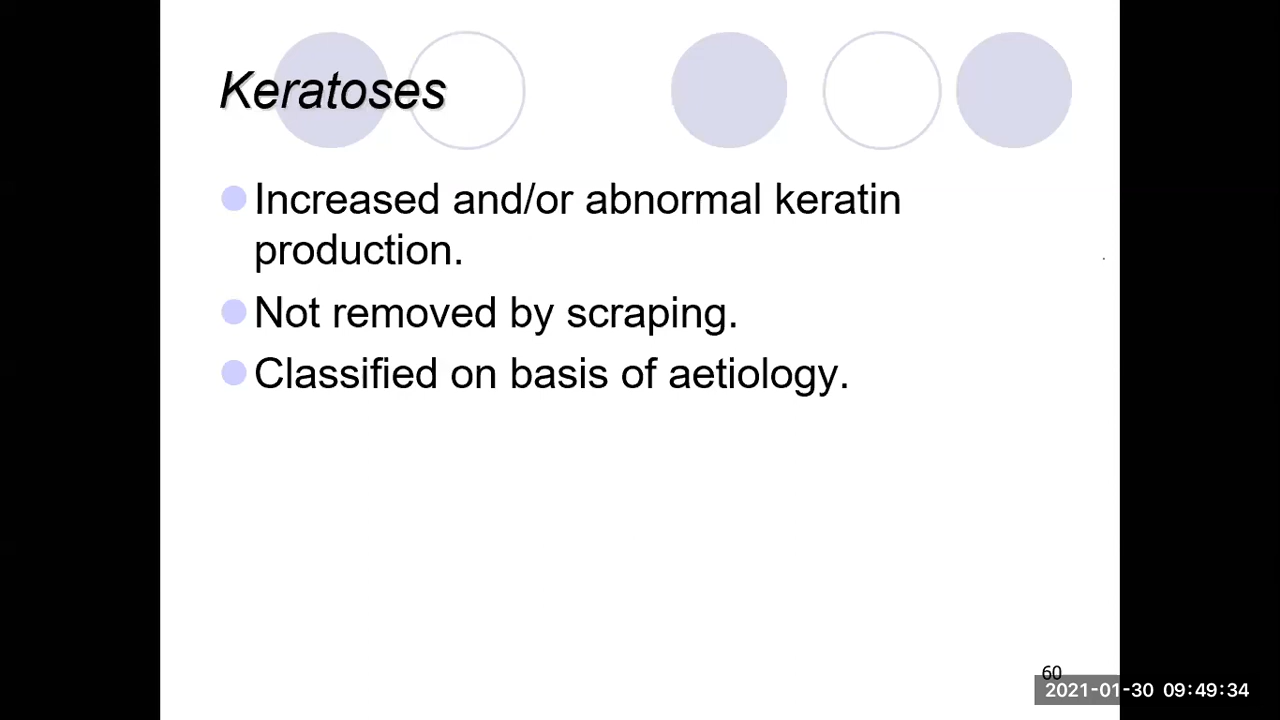 Keratoses
Increased and/or abnormal keratin
production.
Not removed by scraping.
Classified on basis of aetiology.
60
2021-01-30 09:49:34